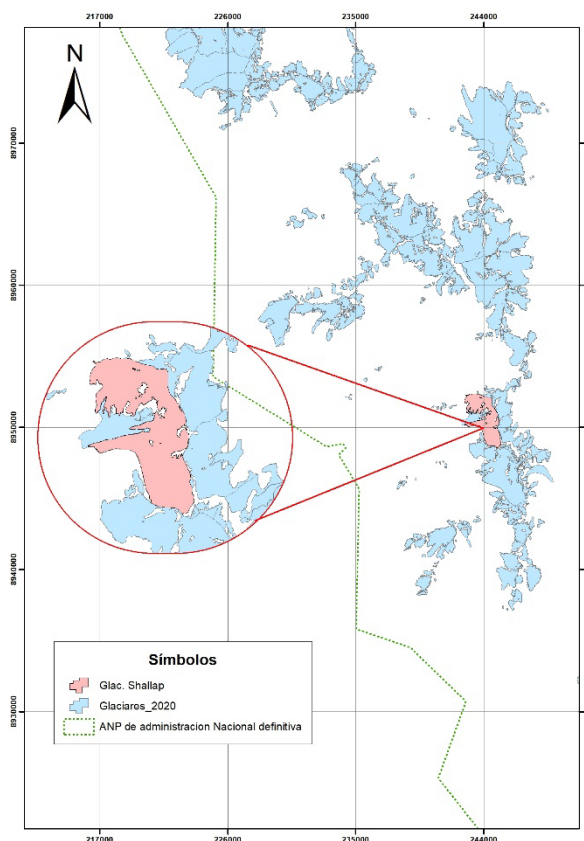 217000 226000 235000 244000
N
8970000
8960000
8950000
8940000
8930000
Símbolos
Glac. Shallap
Glaciares_2020
ANP de administracion Nacional definitiva
217000 226000 235000 244000